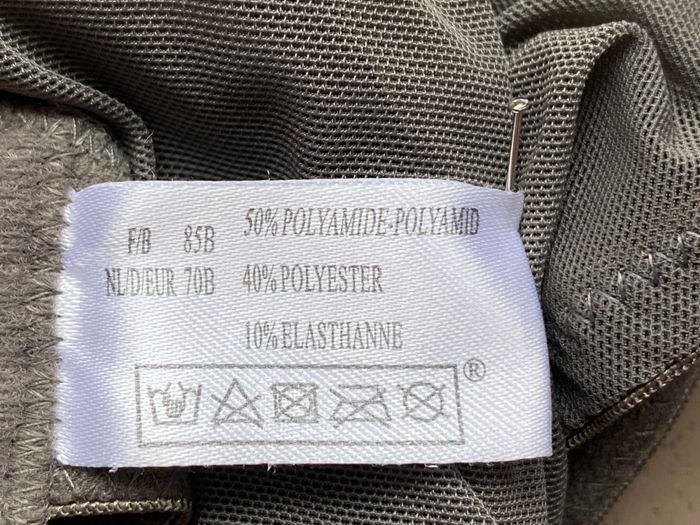 F/B 85B
NL/D/EUR 70B
50% POLYAMIDE-POLYAMID
40% POLYESTER
10% ELASTHANNE
®